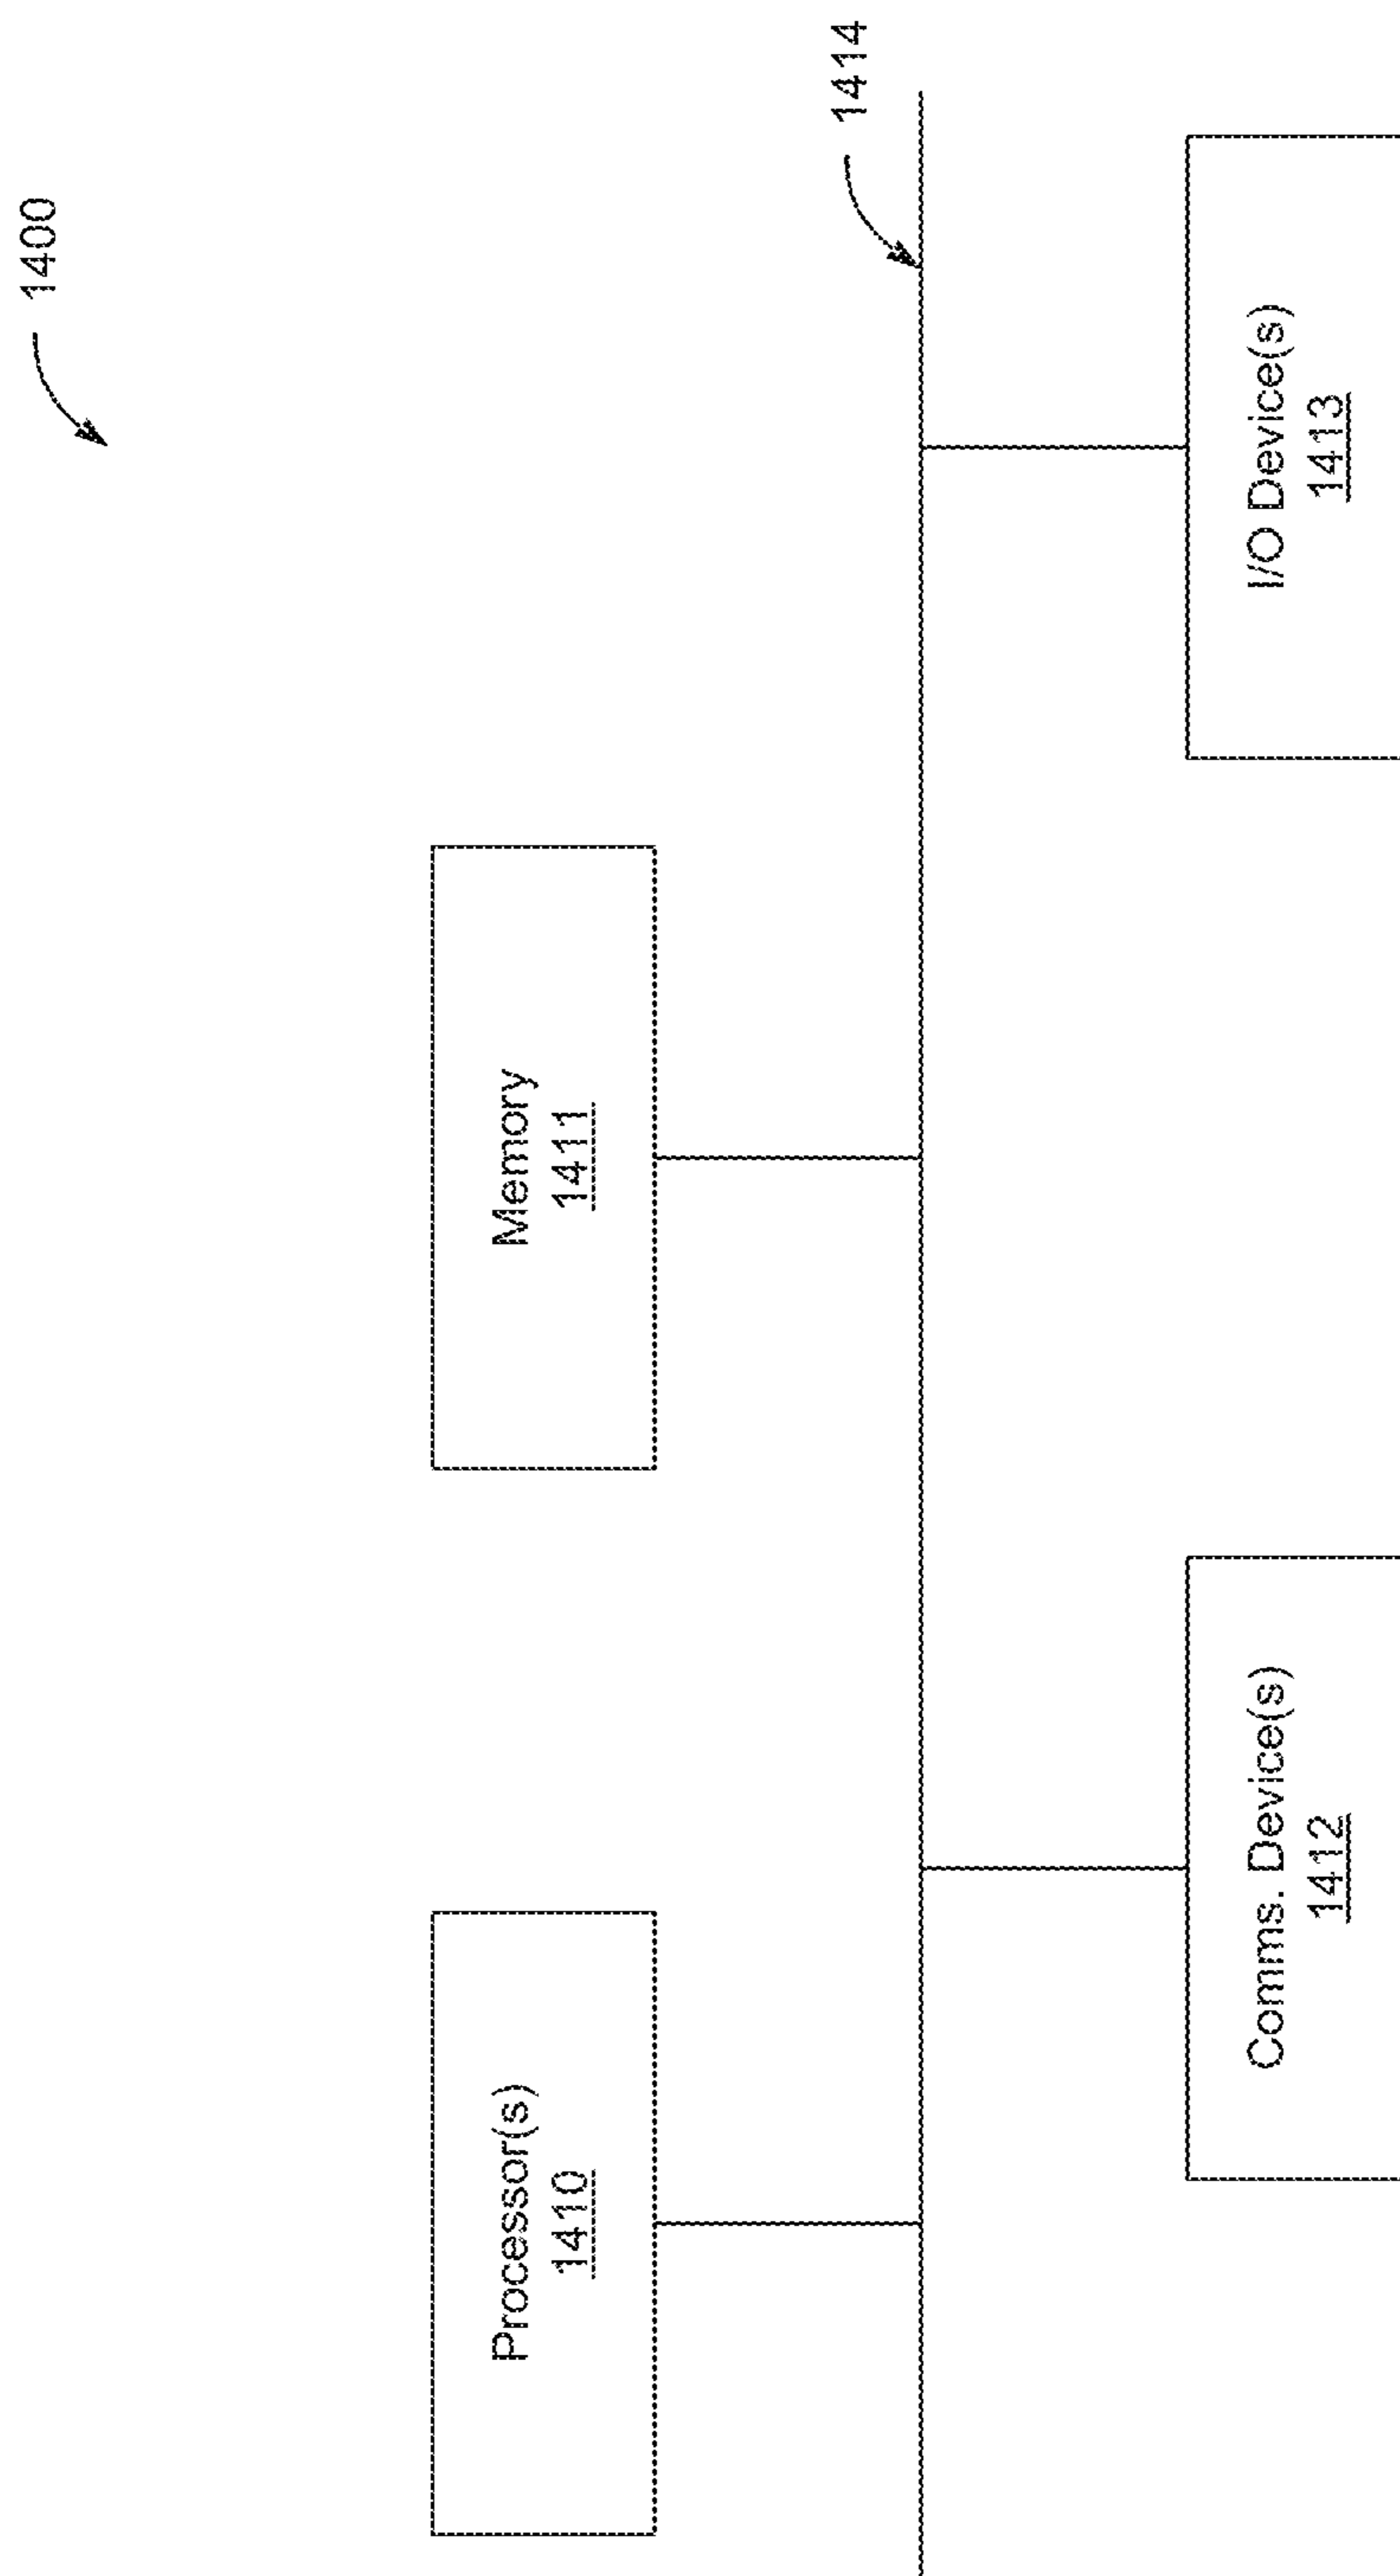 1400
Processor(s)
1410
Memory
1411
1414
Comms. Device(s)
1412
I/O Device(s)
1413